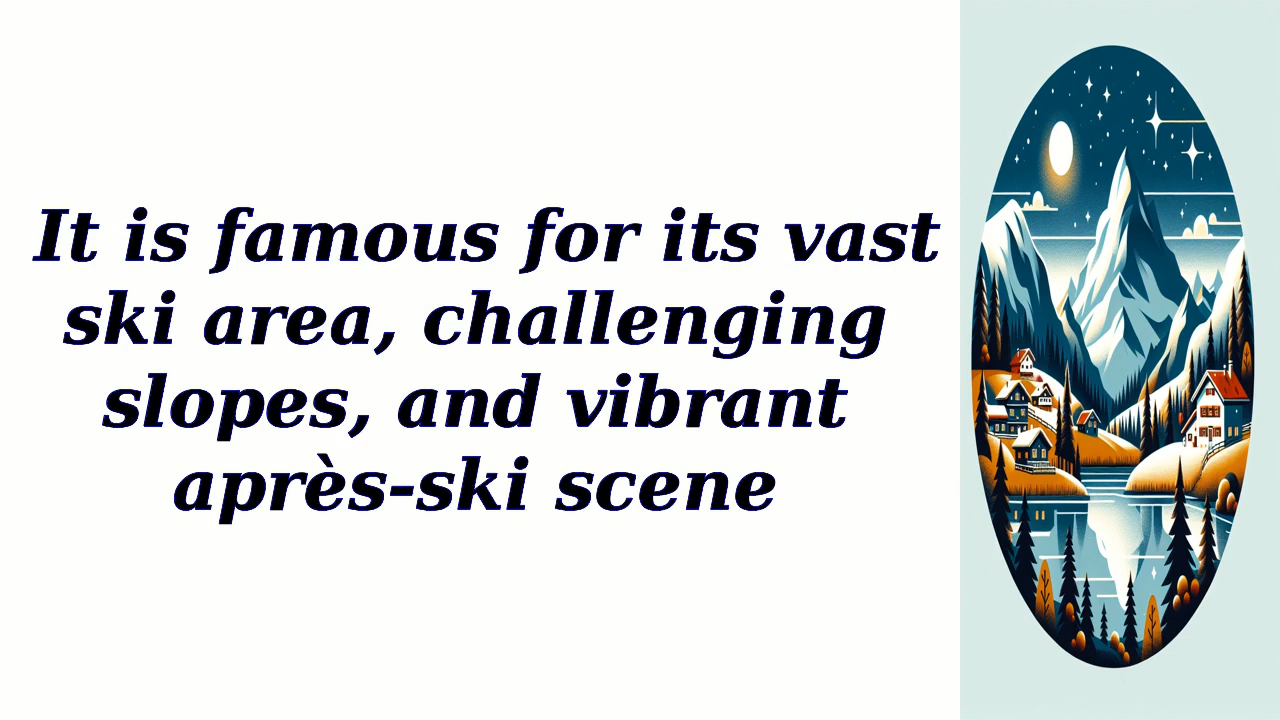 It is famous for its vast
ski area, challenging
slopes, and vibrant
après-ski scene